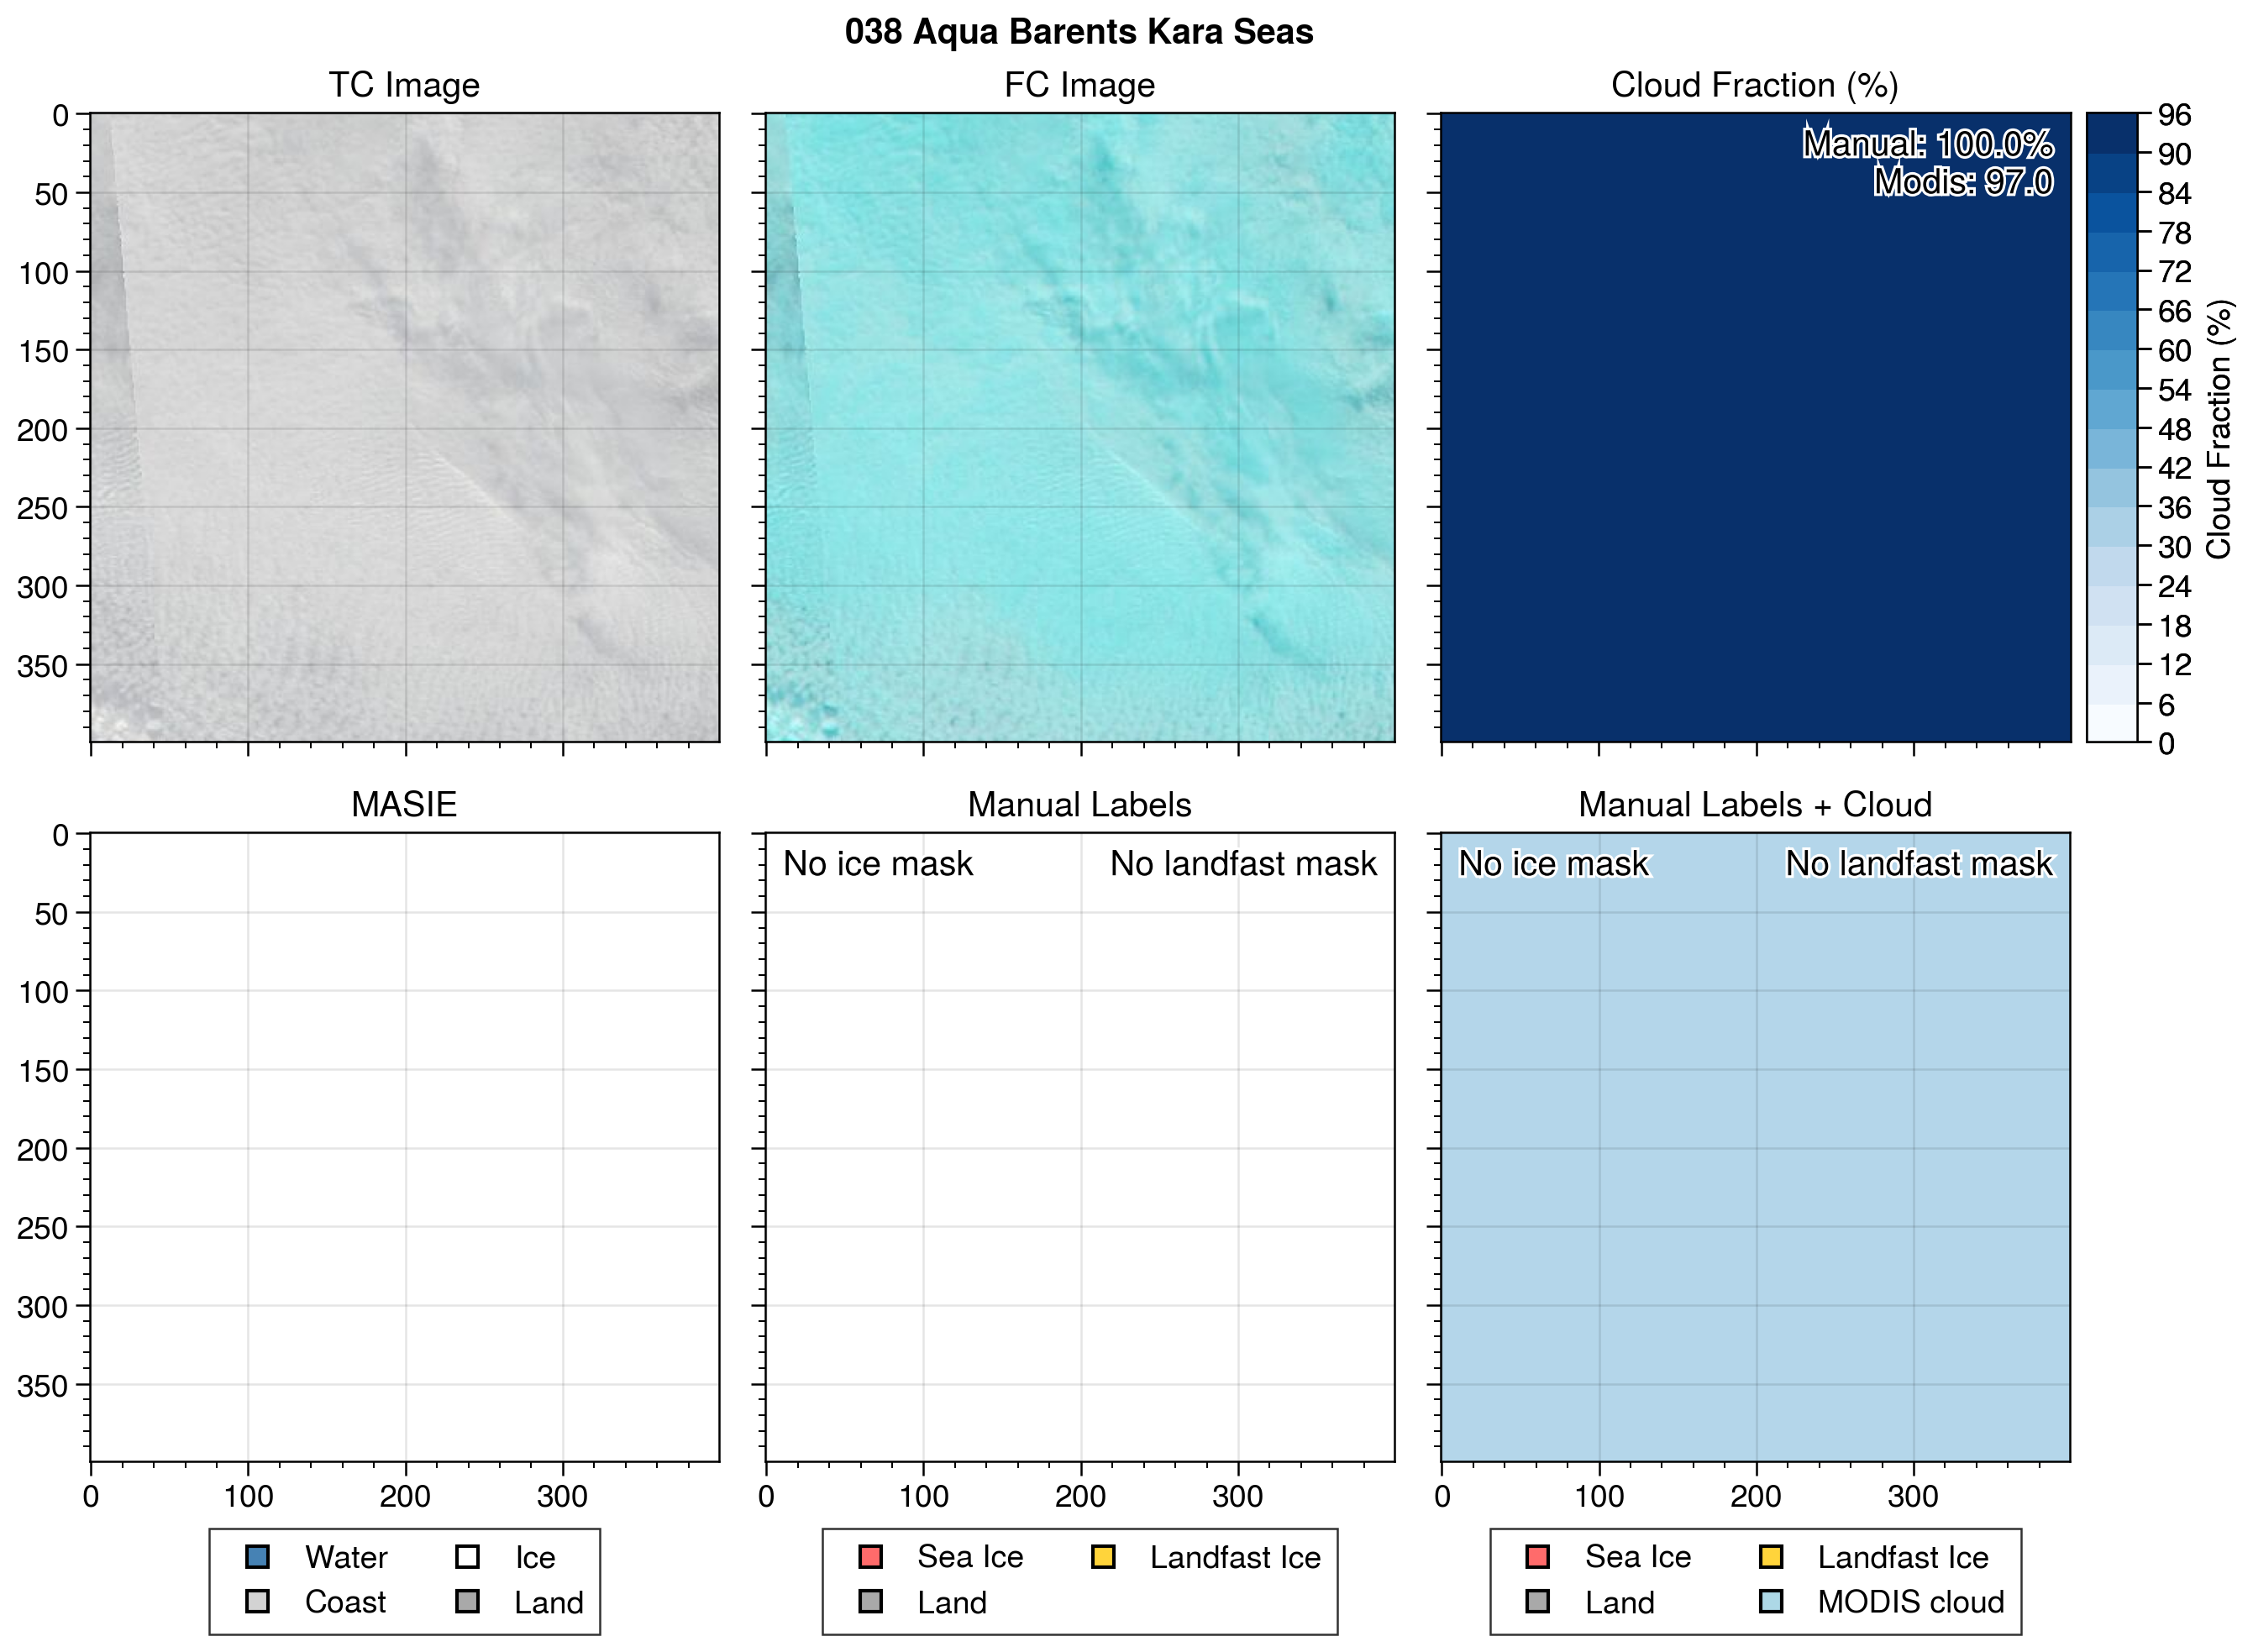 038 Aqua Barents Kara Seas
TC Image
FC Image
Cloud Fraction (%)
0
50
100
150
200
250
300
350
Manual: 100.0%
Modis: 97.0
96
90
84
78
72
66
60
54
48
42
36
30
24
18
12
6
0
Cloud Fraction (%)
MASIE
Manual Labels
Manual Labels + Cloud
0
50
100
150
200
250
300
350
No ice mask
No landfast mask
No ice mask
No landfast mask
0 100 200 300
0 100 200 300
0 100 200 300
Water
Ice
Coast
Land
Sea Ice
Landfast Ice
Land
Sea Ice
Landfast Ice
Land
MODIS cloud